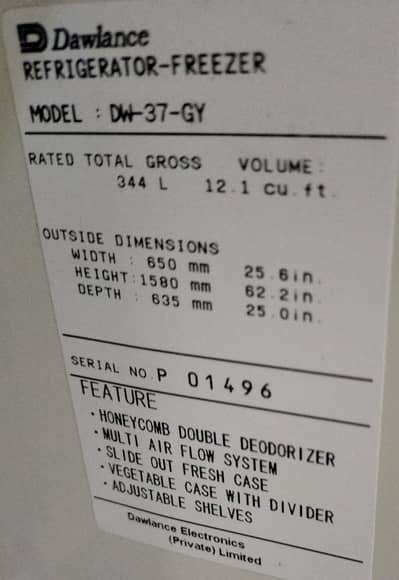 Dawlance
REFRIGERATOR-FREEZER
MODEL : DW-37-GY
RATED TOTAL GROSS VOLUME:
344 L 12.1 cu.ft.
OUTSIDE DIMENSIONS
WIDTH : 650 mm 25.6in.
HEIGHT:1580 mm 62.2in.
DEPTH : 635 mm 25.0in.
SERIAL NO.P 01496
FEATURE
·HONEYCOMB DOUBLE DEODORIZER
·MULTI AIR FLOW SYSTEM
·SLIDE OUT FRESH CASE
·VEGETABLE CASE WITH DIVIDER
·ADJUSTABLE SHELVES
Dawlance Electronics
(Private) Limited